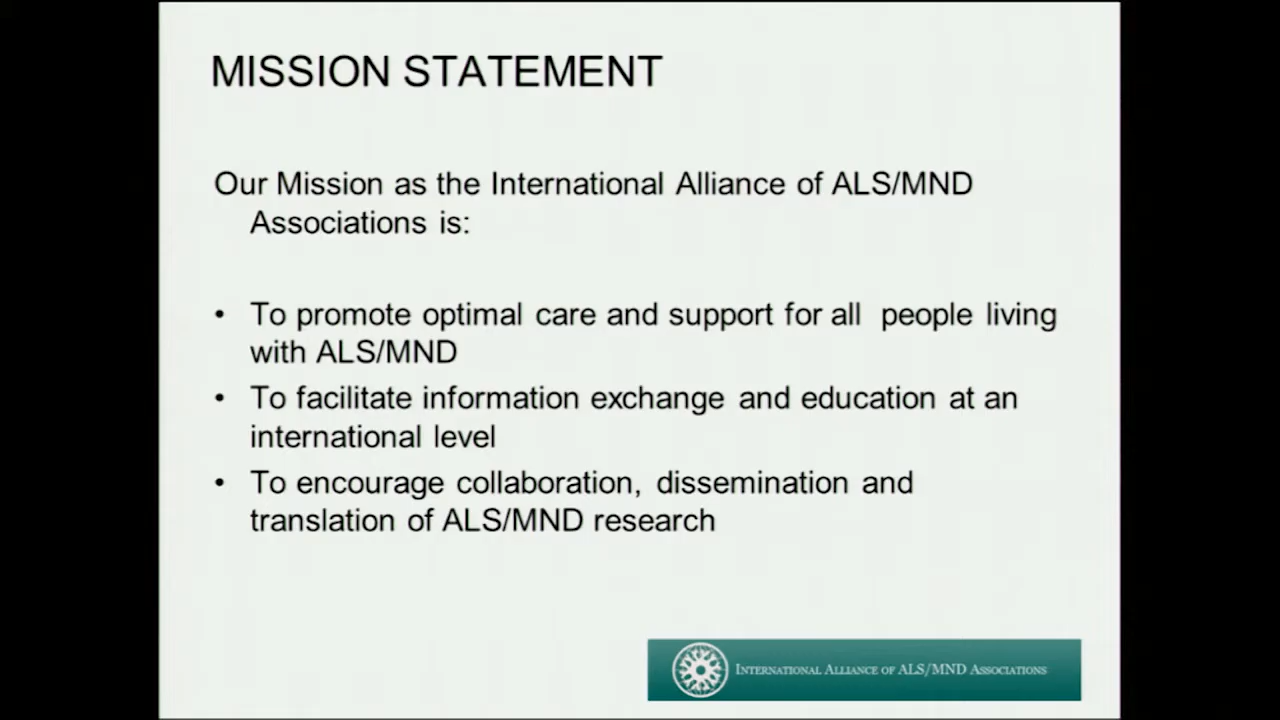 MISSION STATEMENT
Our Mission as the International Alliance of ALS/MND
Associations is:
• To promote optimal care and support for all  people living
with ALS/MND
• To facilitate information exchange and education at an
international level
• To encourage collaboration, dissemination and
translation of ALS/MND research
INTERNATIONAL ALLIANCE OF ALS/MND ASSOCIATIONS